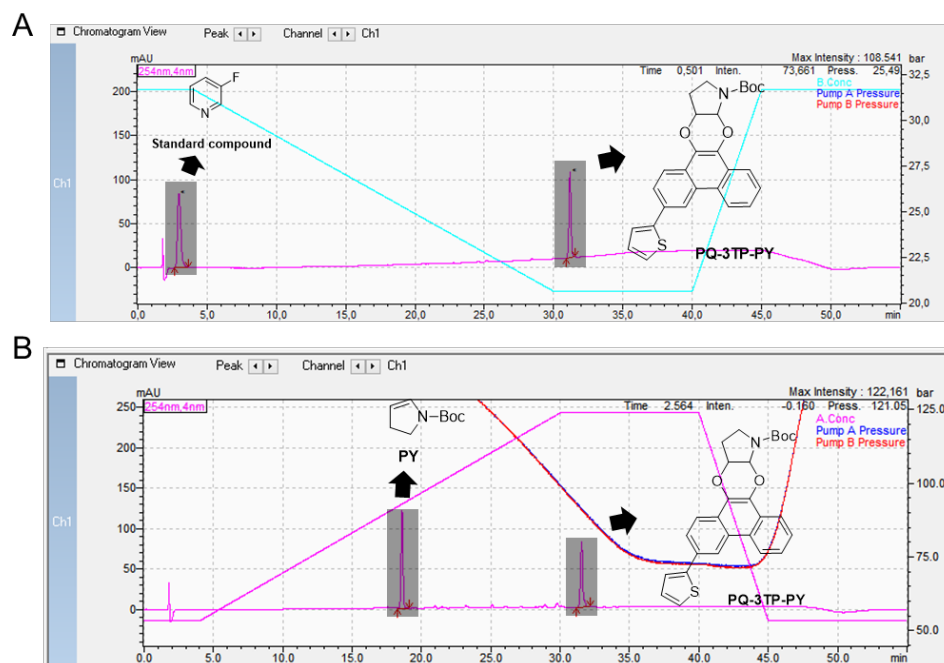 A
Chromatogram View Peak Channel Ch1
mAU Max Intensity : 108.541 bar
254nm,4nm Time 0,501 Inten. 73,661 Press. 25,49
B Conc
Pump A Pressure
Pump B Pressure
200
150
100
50
0
32,5
30,0
27,5
25,0
22,5
20,0
Ch1
F
N
Standard compound
*
*
N Boc
O O
S
PQ-3TP-PY
0,0 5,0 10,0 15,0 20,0 25,0 30,0 35,0 40,0 45,0 50,0 min
B
Chromatogram View Peak Channel Ch1
mAU Max Intensity : 122,161 bar
254nm,4nm Time 2.564 Inten. -0.160 Press. 121.05
A.Conc
Pump A Pressure
Pump B Pressure
250
200
150
100
50
0
125.0
100.0
75.0
50.0
Ch1
N-Boc
PY
N Boc
O O
S
PQ-3TP-PY
0.0 5.0 10.0 15.0 20.0 25.0 30.0 35.0 40.0 45.0 50.0 min